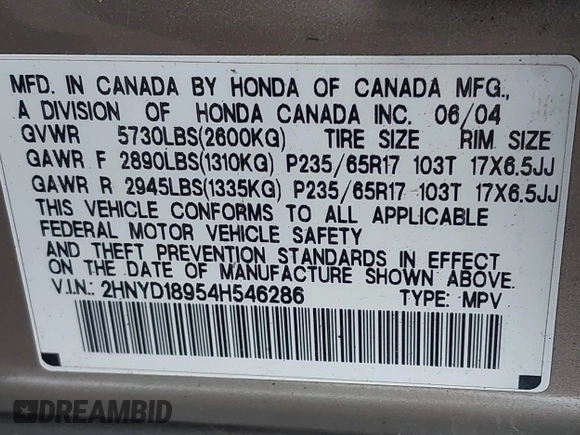 MFD. IN CANADA BY HONDA OF CANADA MFG.,
A DIVISION OF HONDA CANADA INC. 06/04
GVWR 5730LBS(2600KG) TIRE SIZE RIM SIZE
GAWR F 2890LBS(1310KG) P235/65R17 103T 17X6.5JJ
GAWR R 2945LBS(1335KG) P235/65R17 103T 17X6.5JJ
THIS VEHICLE CONFORMS TO ALL APPLICABLE
FEDERAL MOTOR VEHICLE SAFETY
AND THEFT PREVENTION STANDARDS IN EFFECT
ON THE DATE OF MANUFACTURE SHOWN ABOVE.
V.I.N.: 2HNYD18954H546286 TYPE: MPV
DREAMBID